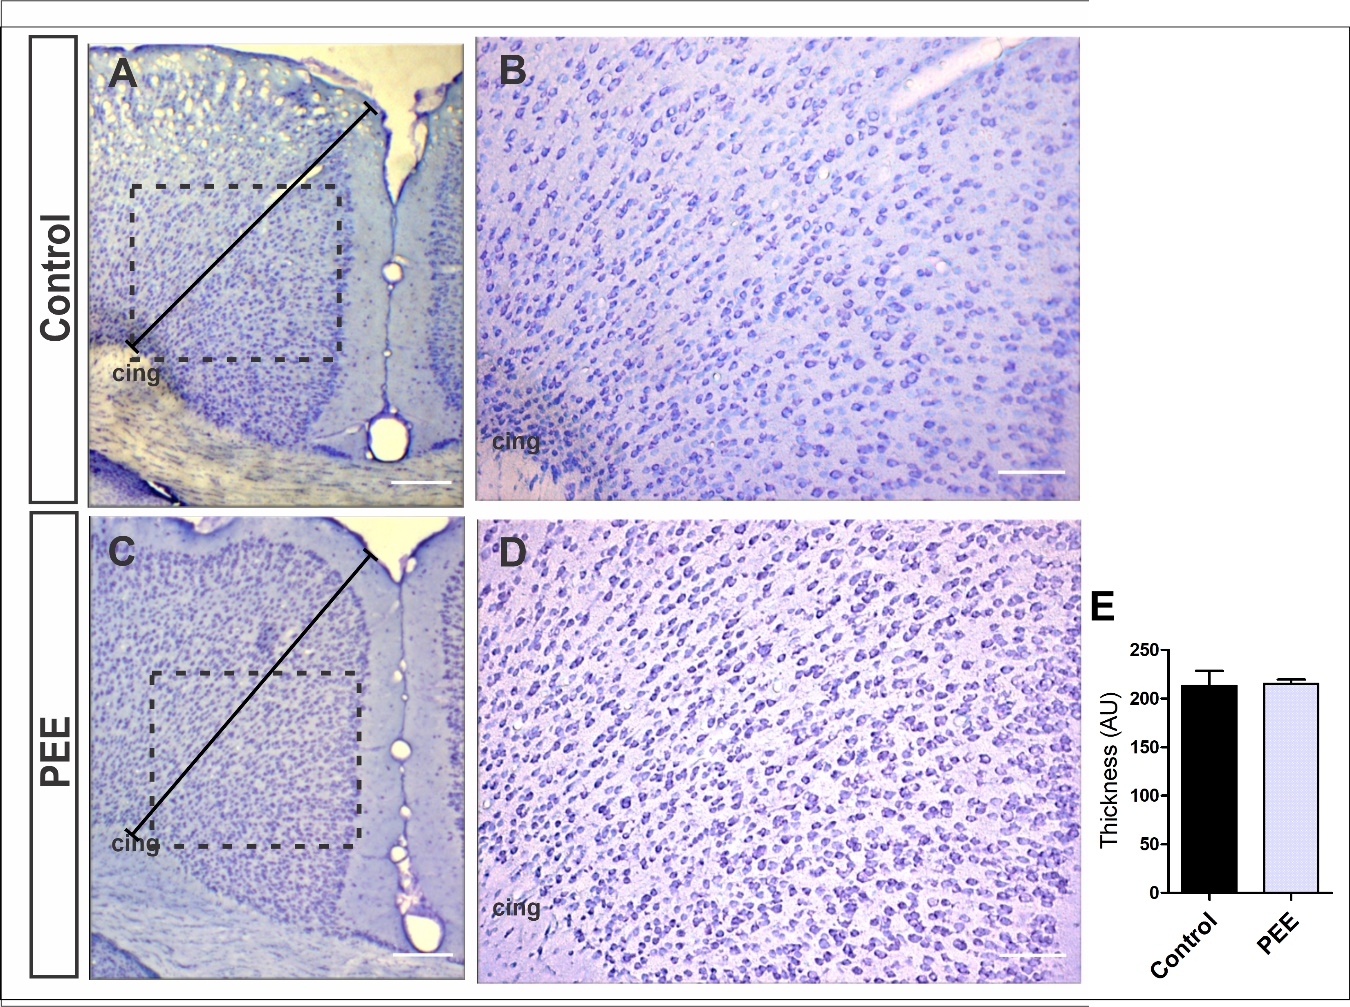 Control
A
cing
B
cing
PEE
C
cing
D
cing
E
Thickness (AU)
250
200
150
100
50
0
Control
PEE